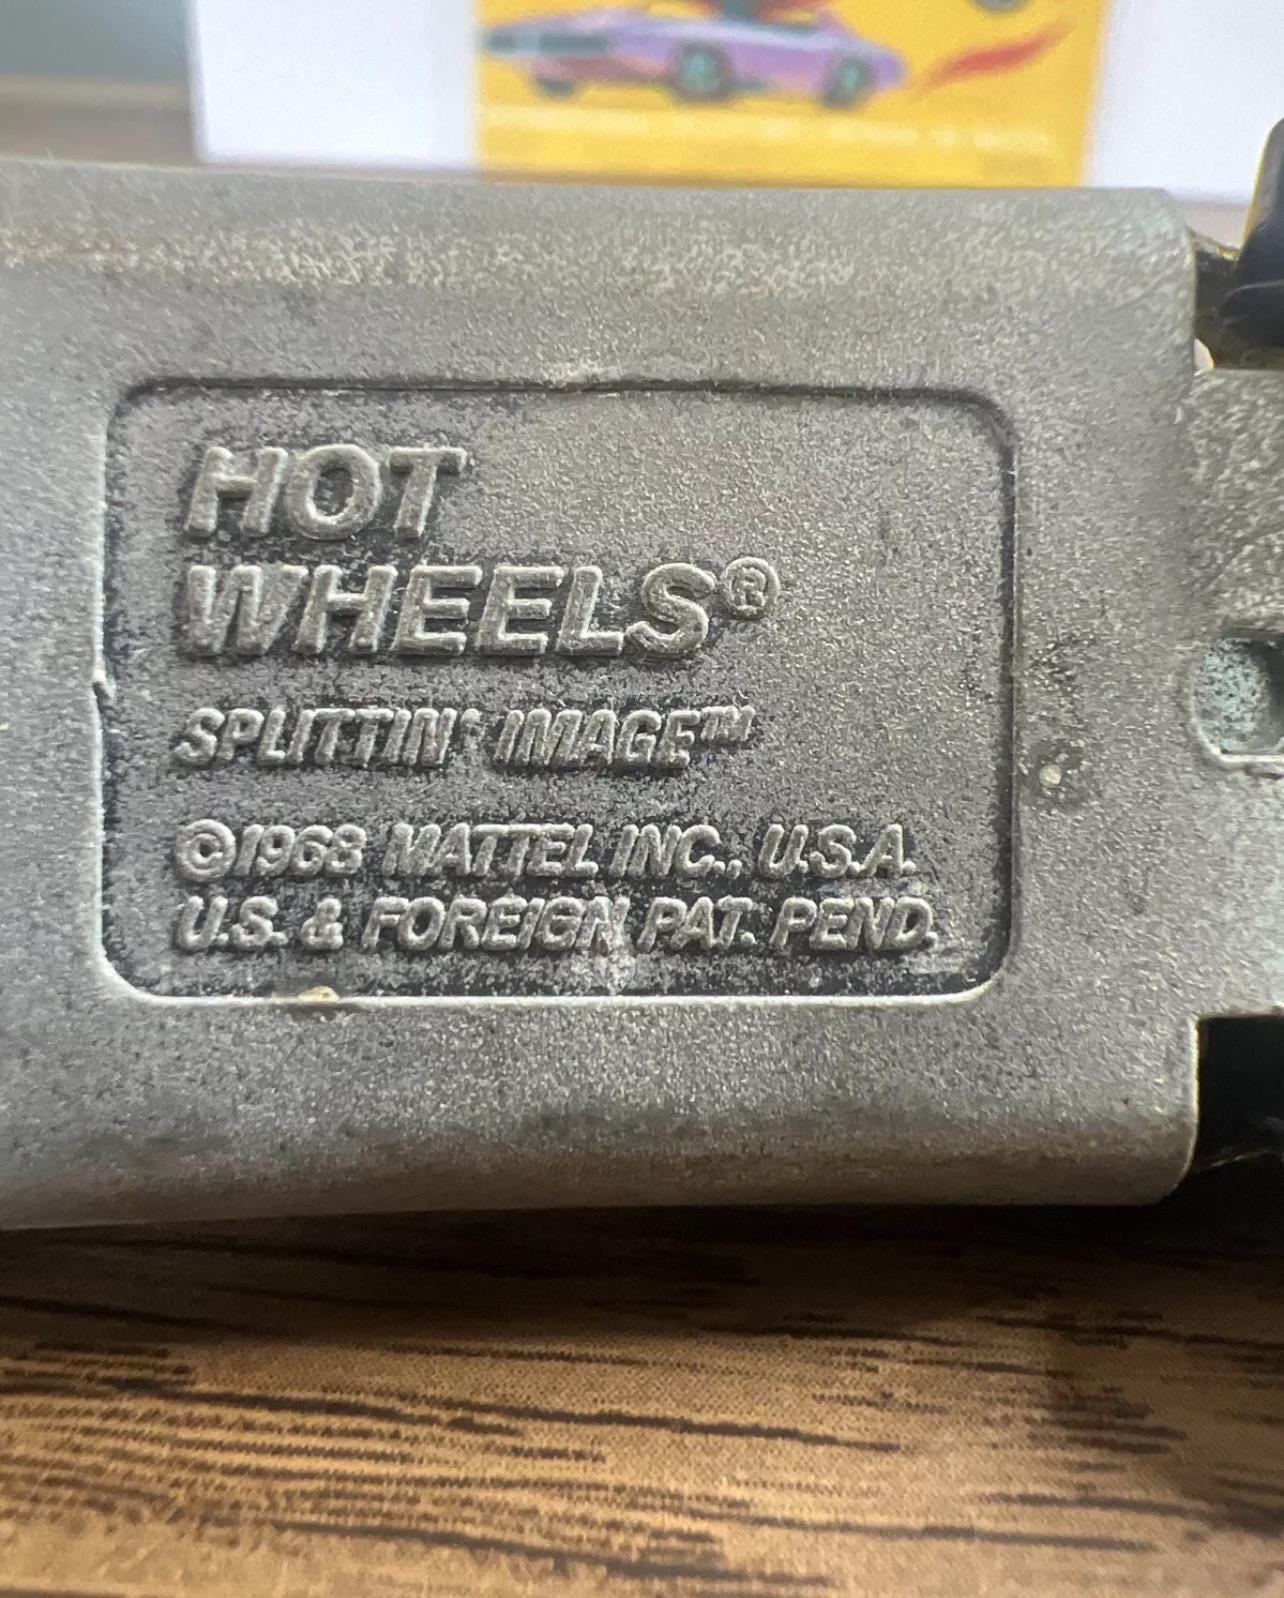 HOT
WHEELS®
SPLITTIN' IMAGE™
©1968 MATTEL INC., U.S.A.
U.S. & FOREIGN PAT. PEND.